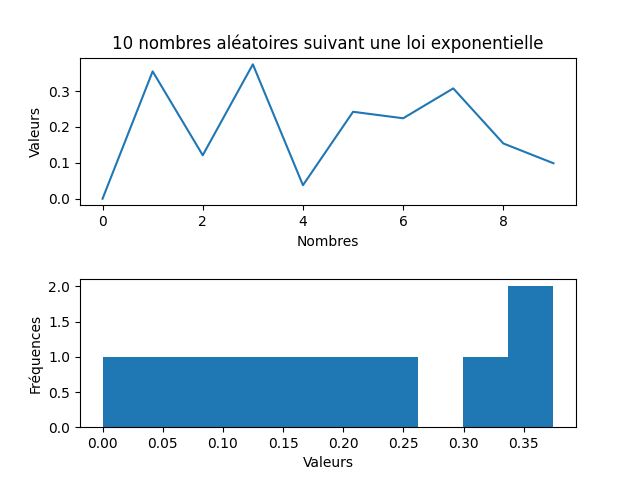 10 nombres aléatoires suivant une loi exponentielle
Valeurs
0.3
0.2
0.1
0.0
0 2 4 6 8
Nombres
Fréquences
2.0
1.5
1.0
0.5
0.0
0.00 0.05 0.10 0.15 0.20 0.25 0.30 0.35
Valeurs